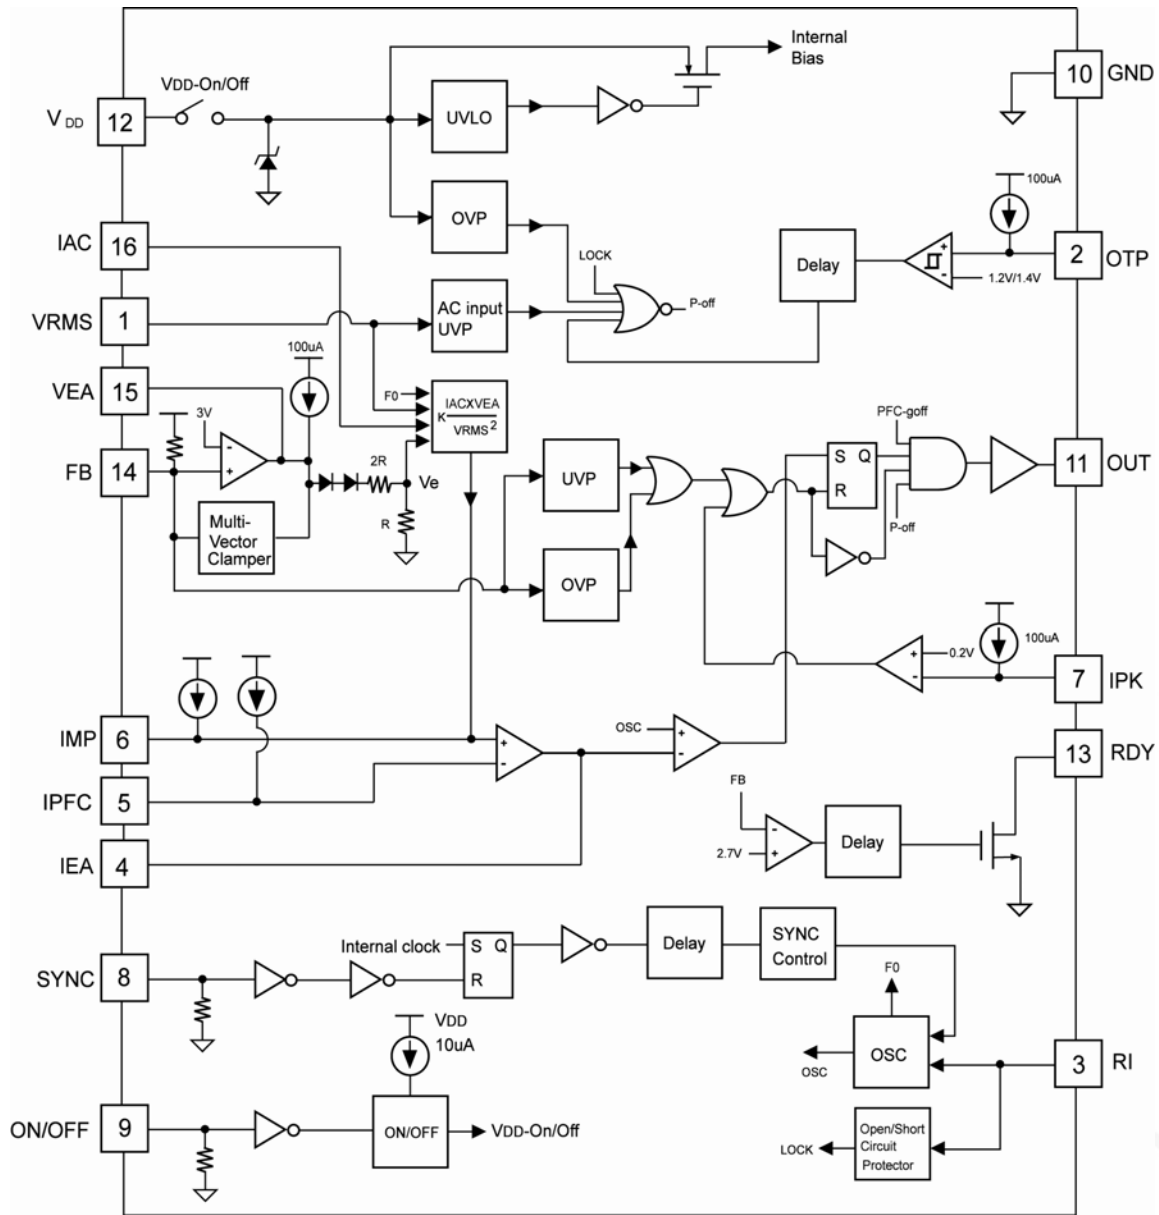 Internal
Bias
10 GND
VDD-On/Off
VDD 12
UVLO
100uA
OVP
IAC 16
2 OTP
Delay
+
-
1.2V/1.4V
LOCK
P-off
VRMS 1
AC input
UVP
100uA
VEA 15
F0
K IACXVEA
VRMS2
3V
-
+
PFC-goff
FB 14
2R
Ve
R
UVP
S Q
R
11 OUT
P-off
Multi-
Vector
Clamper
OVP
100uA
+
-
0.2V
7 IPK
IMP 6
+
-
OSC
+
-
RDY
13
IPFC 5
FB
-
+
2.7V
Delay
IEA 4
Internal clock
S Q
R
Delay
SYNC
Control
SYNC 8
F0
VDD
10uA
OSC
OSC
3 RI
ON/OFF 9
ON/OFF
VDD-On/Off
LOCK
Open/Short
Circuit
Protector